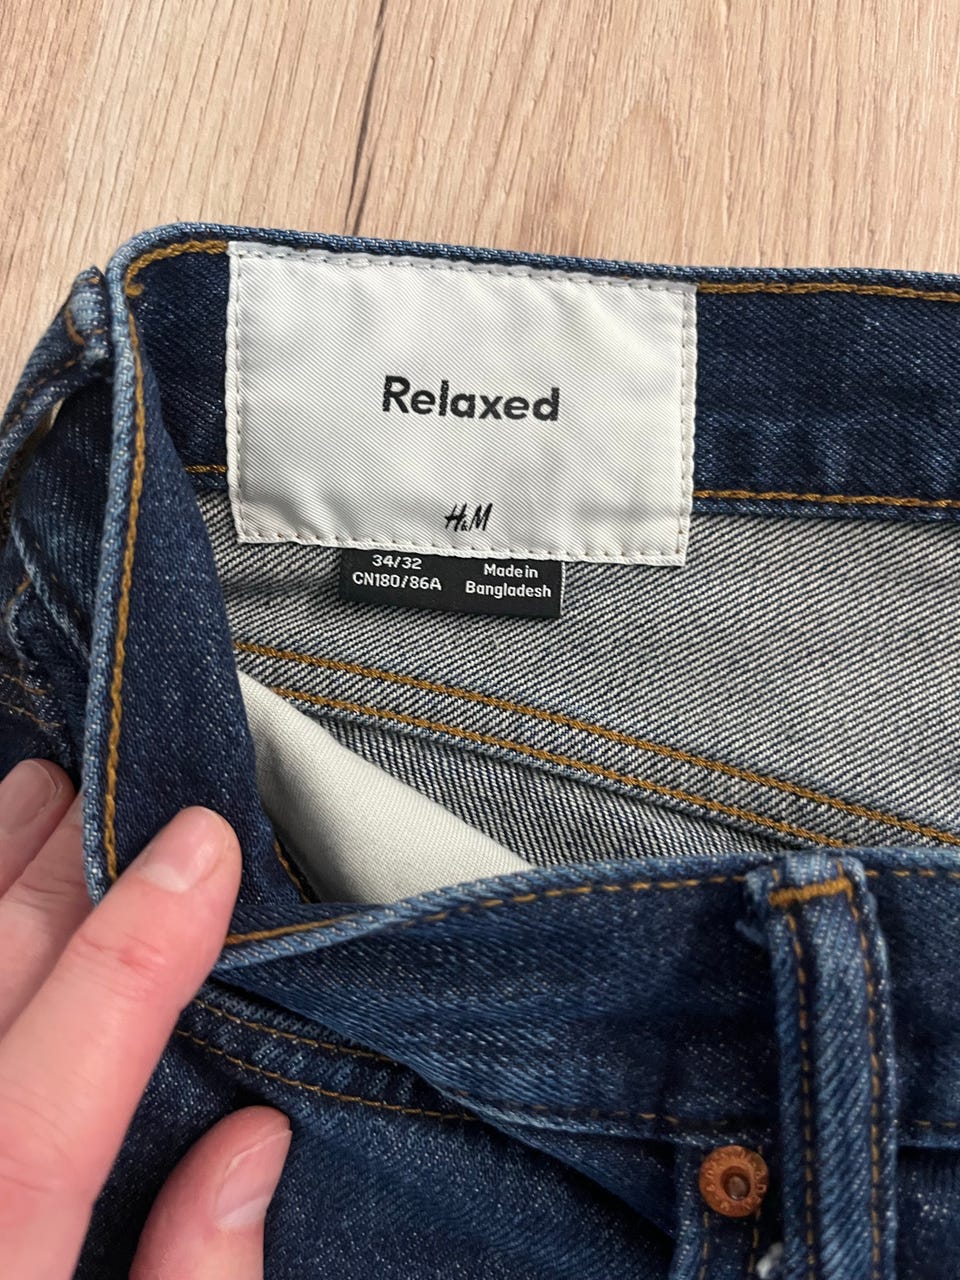 Relaxed
H&M
34/32
CN180/86A
Made in
Bangladesh